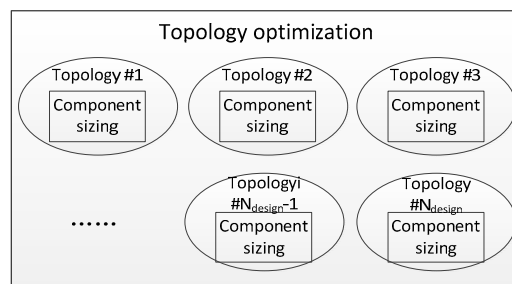 Topology optimization
Topology #1
Component
sizing
Topology #2
Component
sizing
Topology #3
Component
sizing
......
Topologyi
#Ndesign-1
Component
sizing
Topology
#Ndesign
Component
sizing